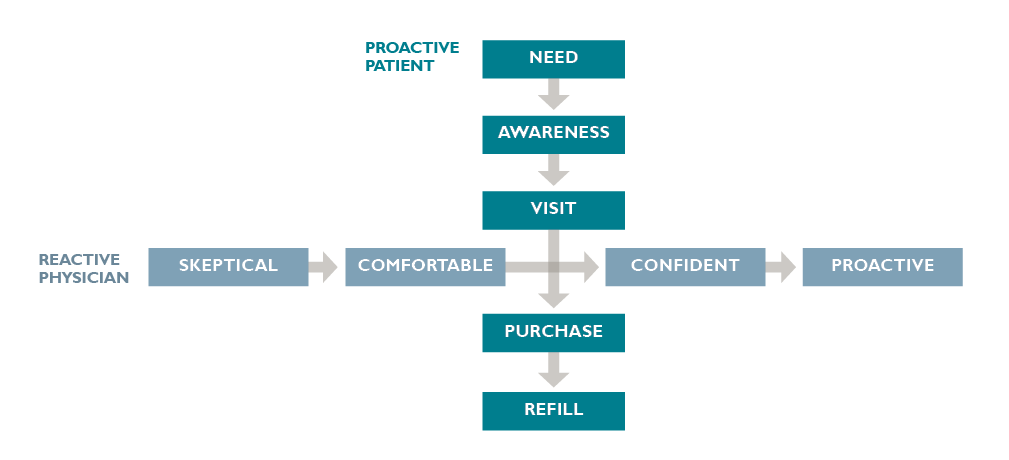 PROACTIVE
PATIENT
NEED
AWARENESS
VISIT
REACTIVE
PHYSICIAN
SKEPTICAL
COMFORTABLE
CONFIDENT
PROACTIVE
PURCHASE
REFILL